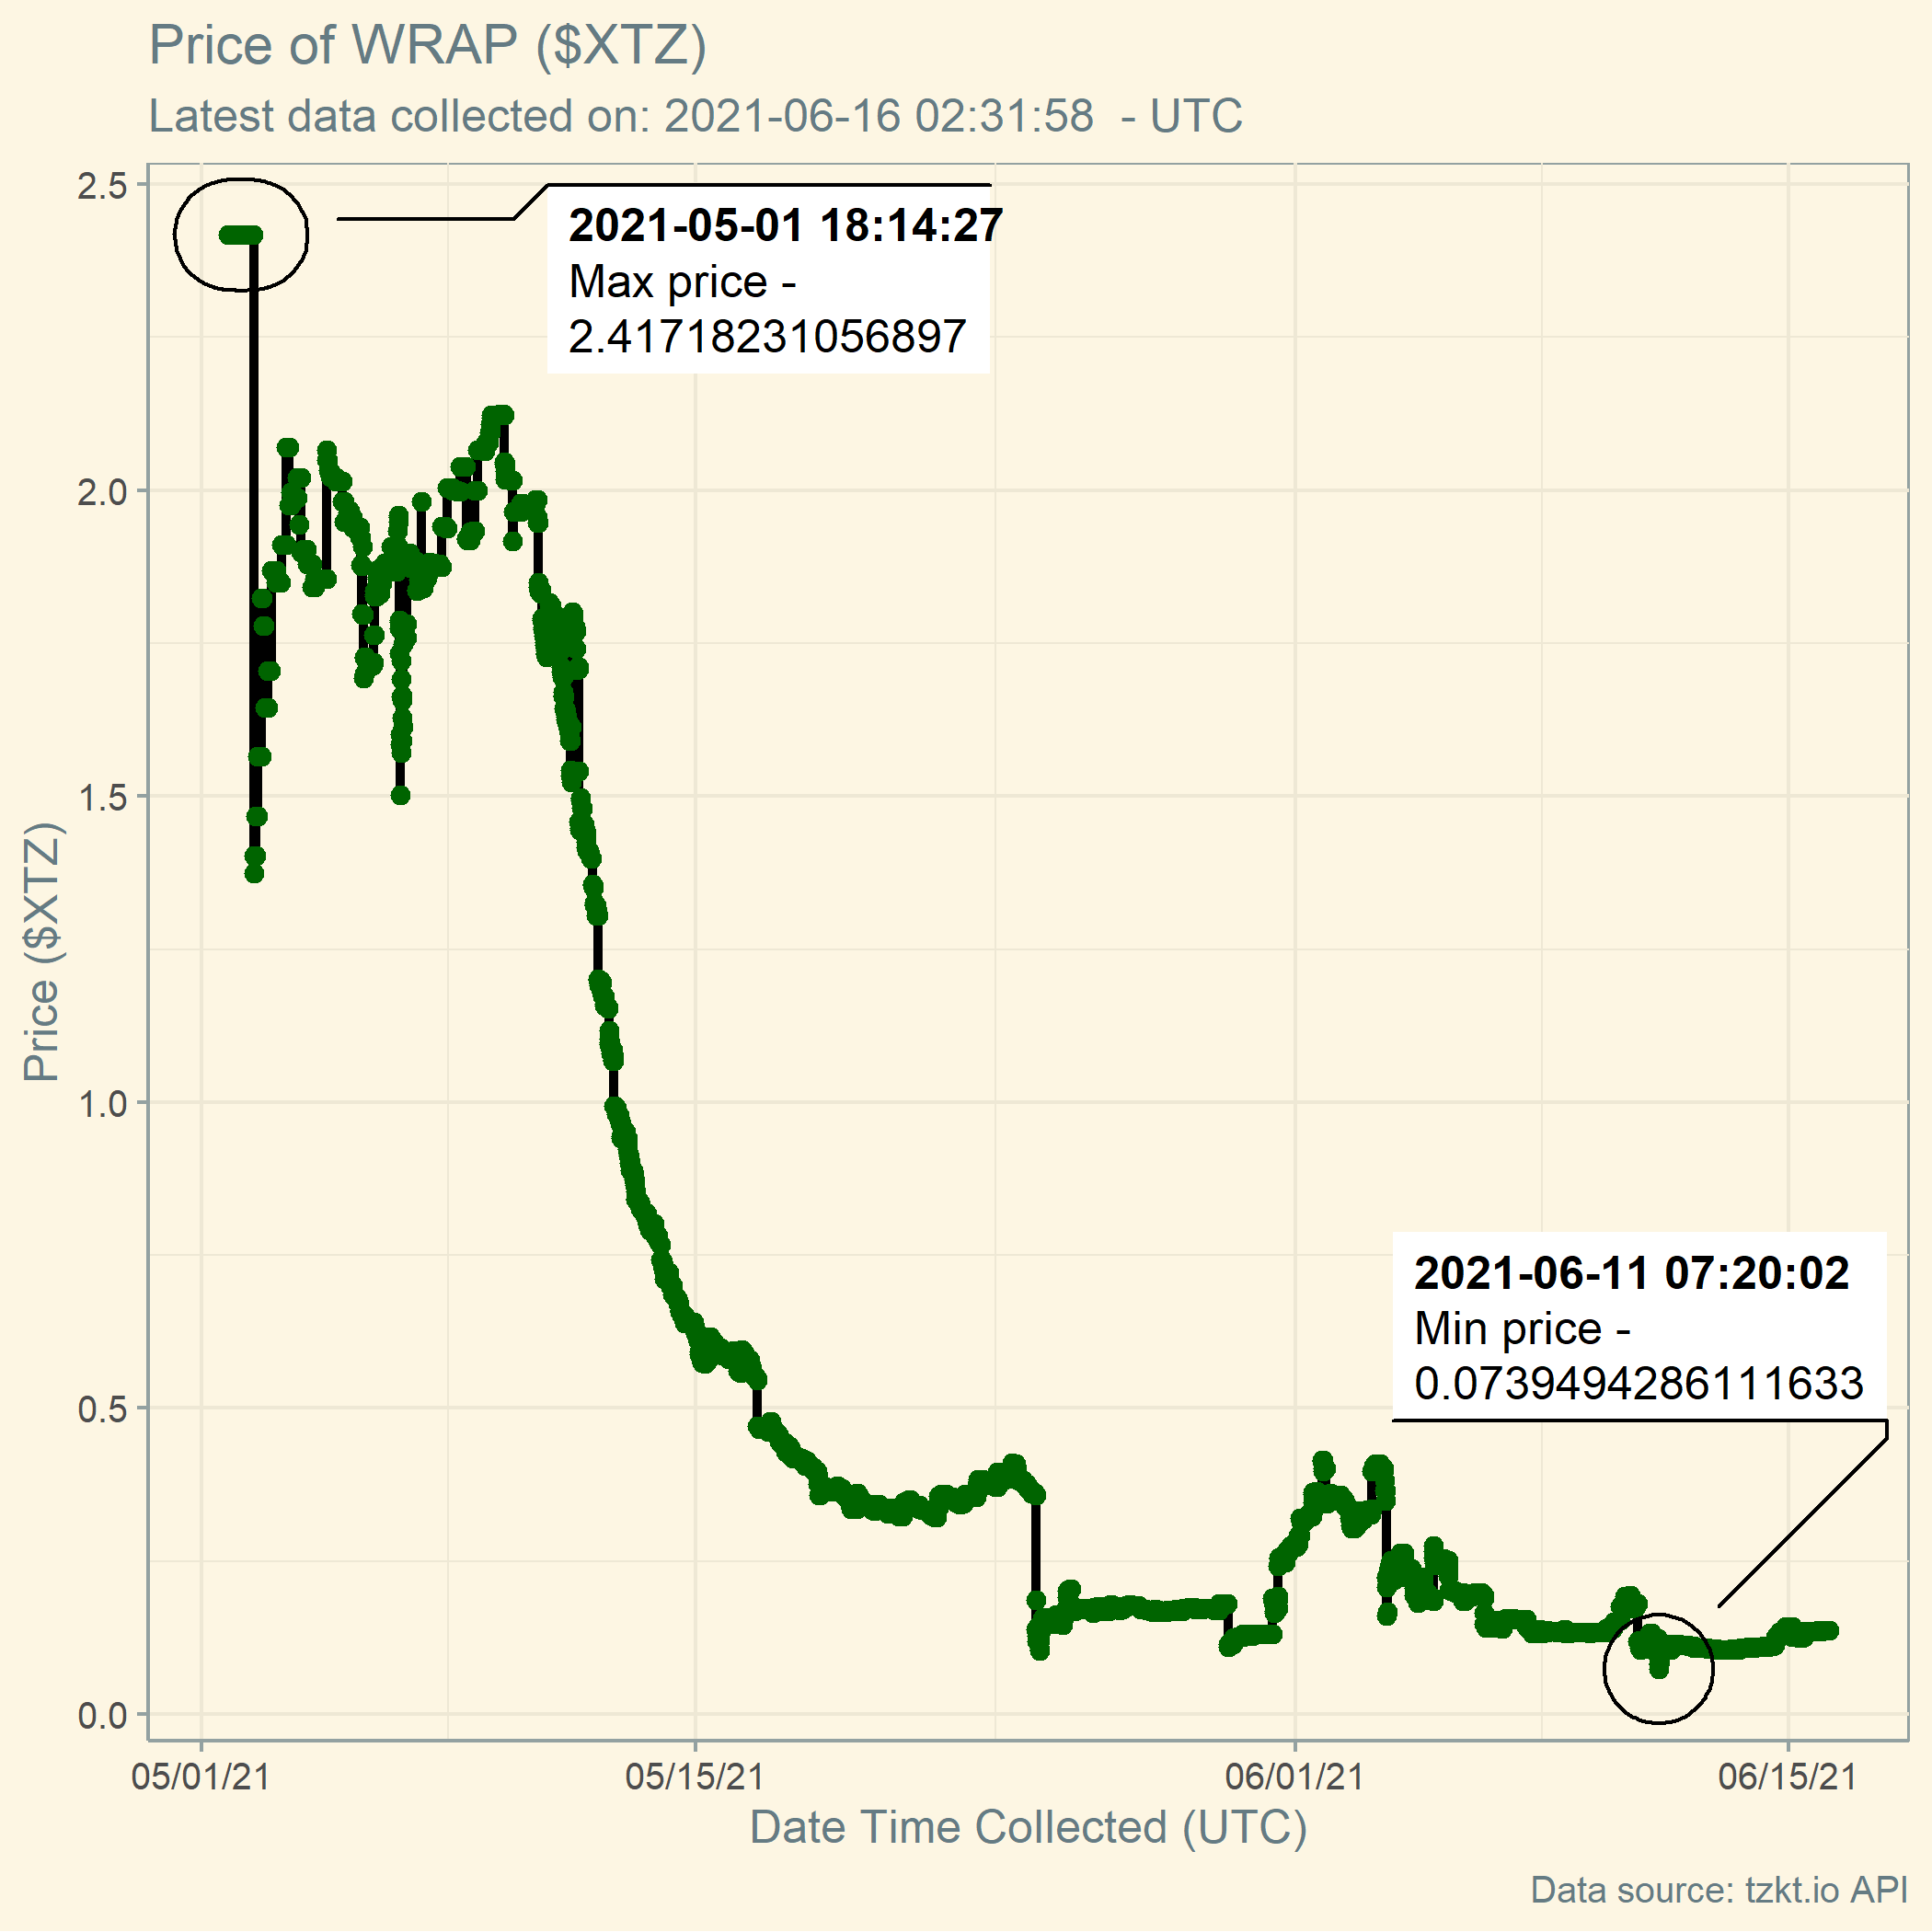 Price of WRAP ($XTZ)
Latest data collected on: 2021-06-16 02:31:58  - UTC
2.5
2021-05-01 18:14:27
Max price -
2.41718231056897
2.0
1.5
Price ($XTZ)
1.0
2021-06-11 07:20:02
Min price -
0.0739494286111633
0.5
0.0
05/01/21
05/15/21
06/01/21
06/15/21
Date Time Collected (UTC)
Data source: tzkt.io API